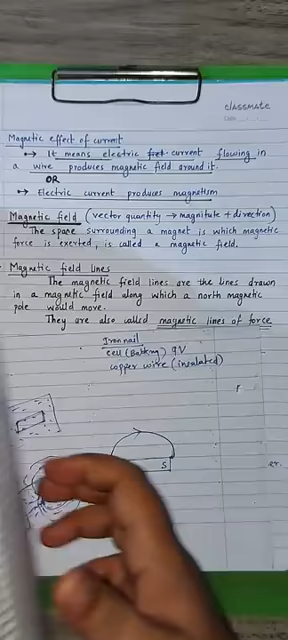 classmate
Date
Magnetic effect of current
↦ It means electric current flowing in
a wire produces magnetic field around it.
OR
↦ Electric current produces magnetism
Magnetic field (vector quantity → magnitute + direction)
The space surrounding a magnet is which magnetic
force is exerted, is called a magnetic field.
Magnetic field lines
The magnetic field lines are the lines drawn
in a magnetic field along which a north magnetic
pole would move.
They are also called magnetic lines of force
Iron nail
cell (Battery) 9V
copper wire (insulated)
S